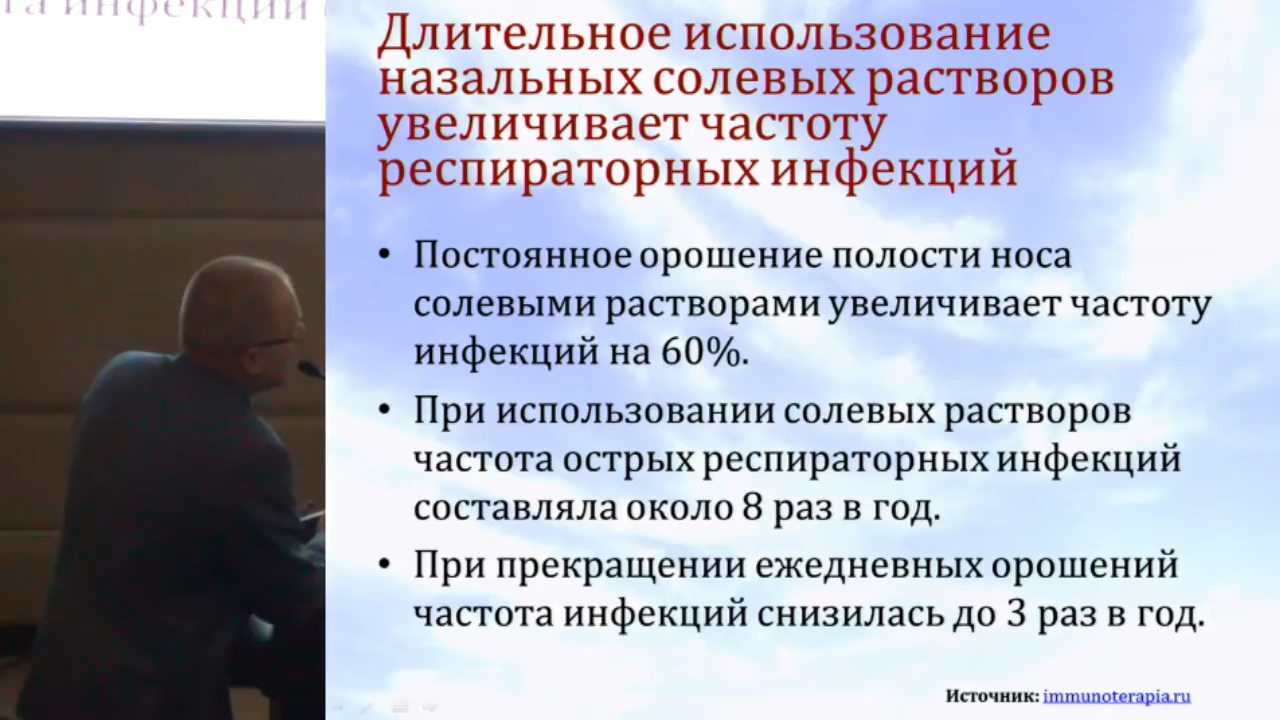 та инфекций
Длительное использование
назальных солевых растворов
увеличивает частоту
респираторных инфекций
• Постоянное орошение полости носа
солевыми растворами увеличивает частоту
инфекций на 60%.
• При использовании солевых растворов
частота острых респираторных инфекций
составляла около 8 раз в год.
• При прекращении ежедневных орошений
частота инфекций снизилась до 3 раз в год.
Источник: immunoterapia.ru